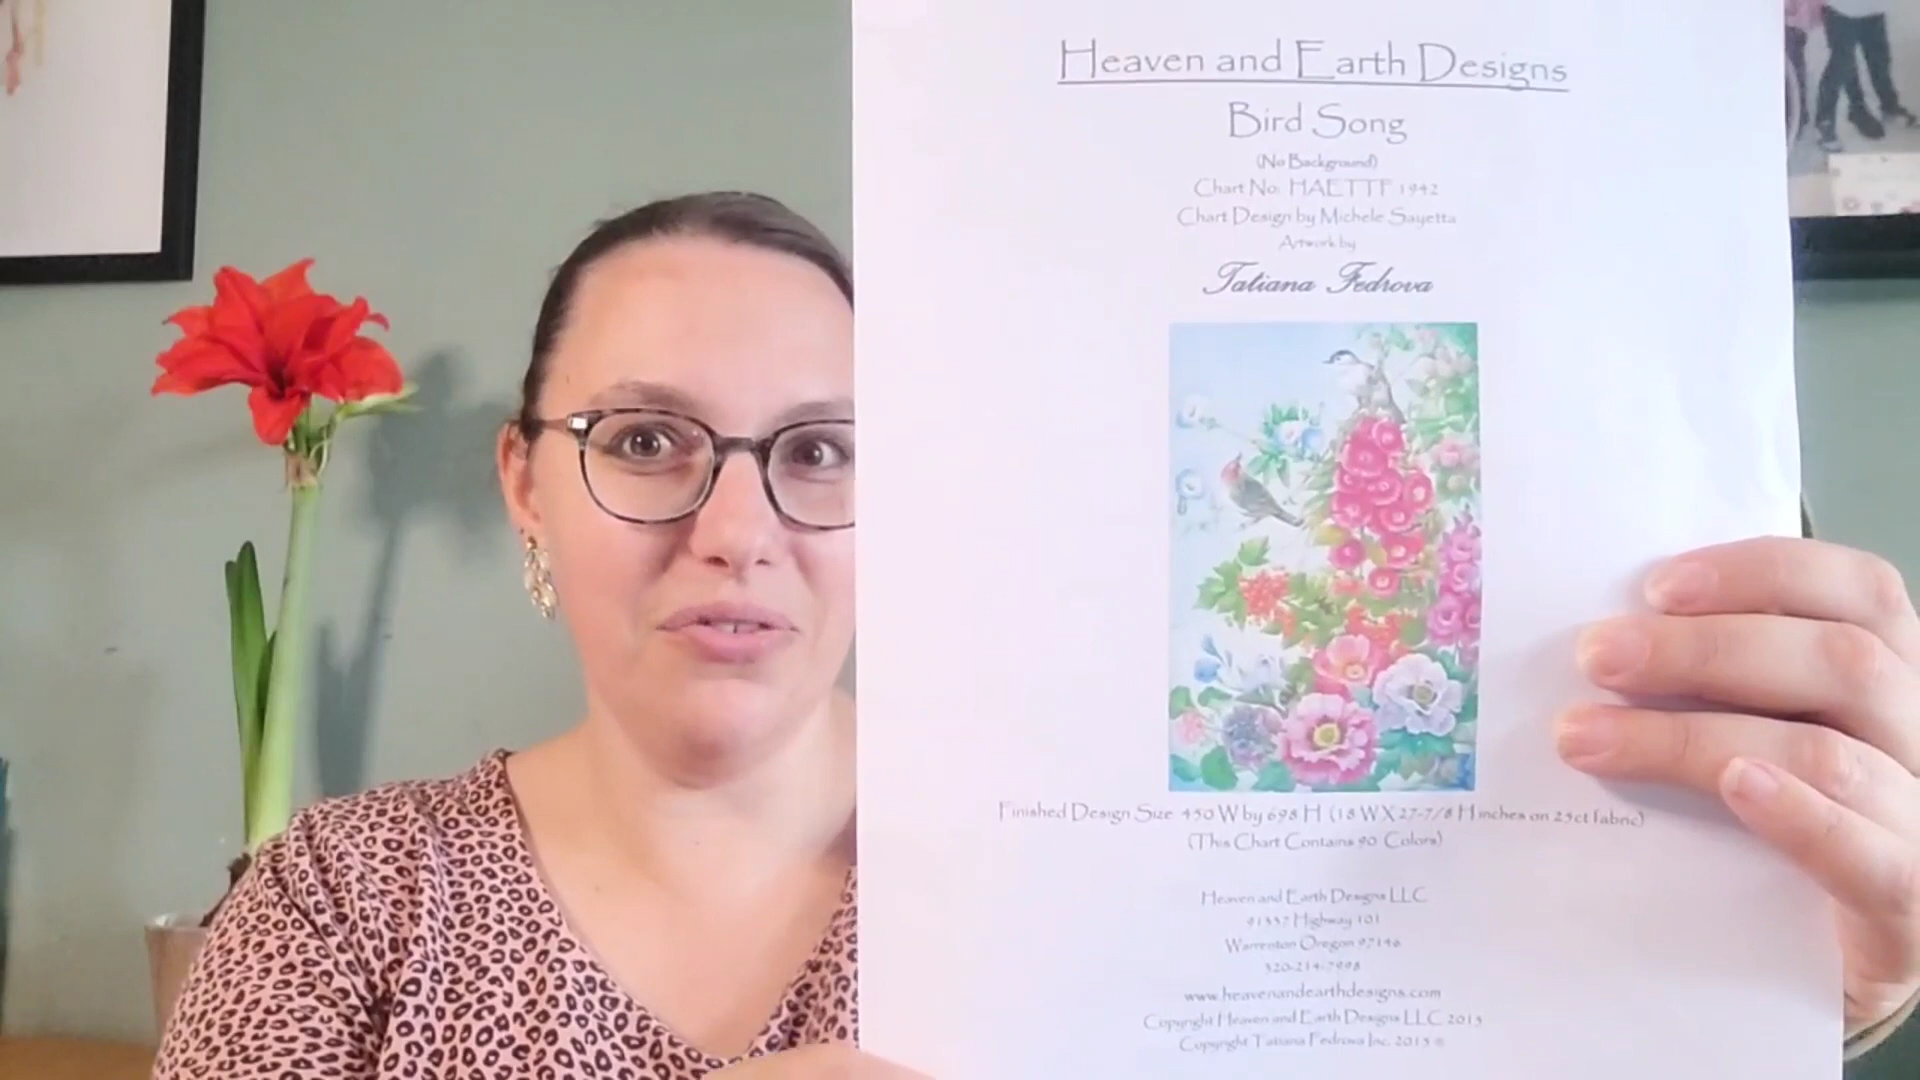 Heaven and Earth Designs
Bird Song
(No Background)
Chart No: HAETTF 1942
Chart Design by Michele Sayetta
Artwork by
Tatiana Fedrova
Finished Design Size 450 W by 698 H (18 W X 27-7/8 H inches on 25ct fabric)
(This Chart Contains 90 Colors)
Heaven and Earth Designs LLC
91337 Highway 101
Warrenton Oregon 97146
www.heavenandearthdesigns.com
Copyright Heaven and Earth Designs LLC 2013
Copyright Tatiana Fedrova Inc. 2013 ©